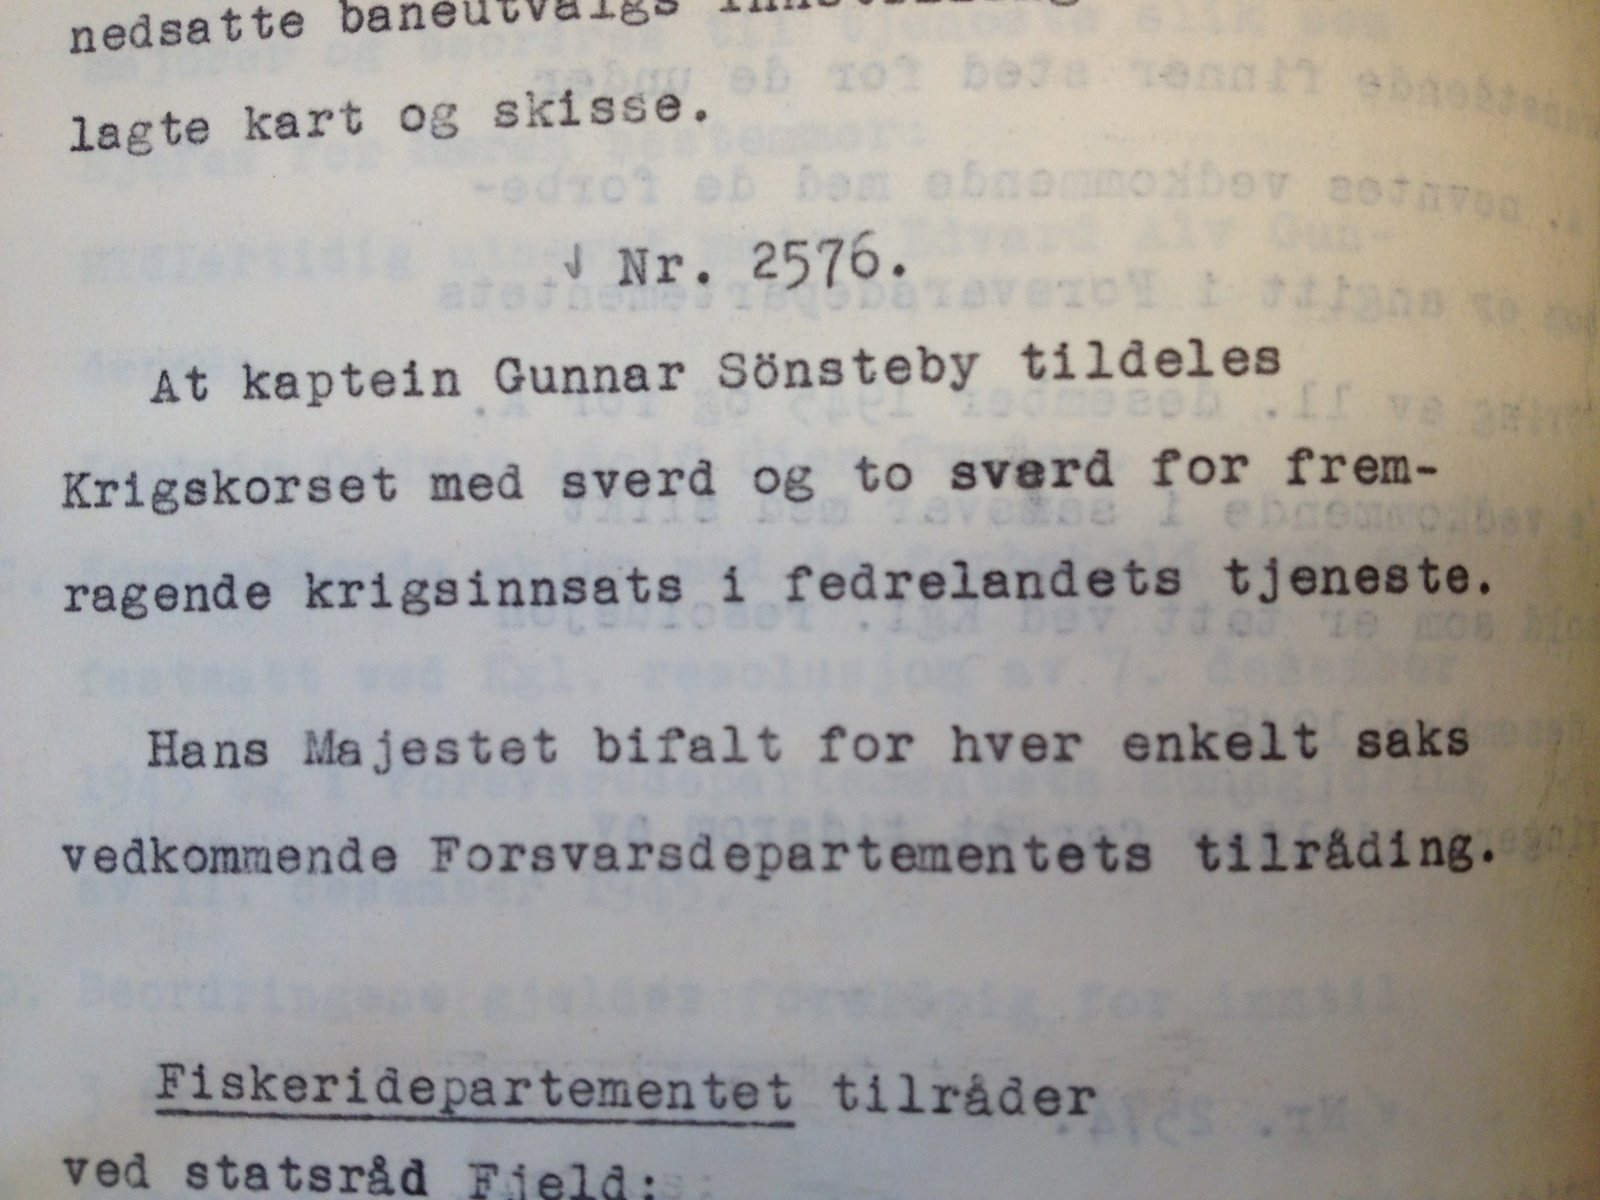 nedsatte baneutvalgs innstilling
lagte kart og skisse.
Nr. 2576.
At kaptein Gunnar Sönsteby tildeles
Krigskorset med sverd og to sverd for frem-
ragende krigsinnsats i fedrelandets tjeneste.
Hans Majestet bifalt for hver enkelt saks
vedkommende Forsvarsdepartementets tilråding.
Fiskeridepartementet tilråder
ved statsråd Fjeld: